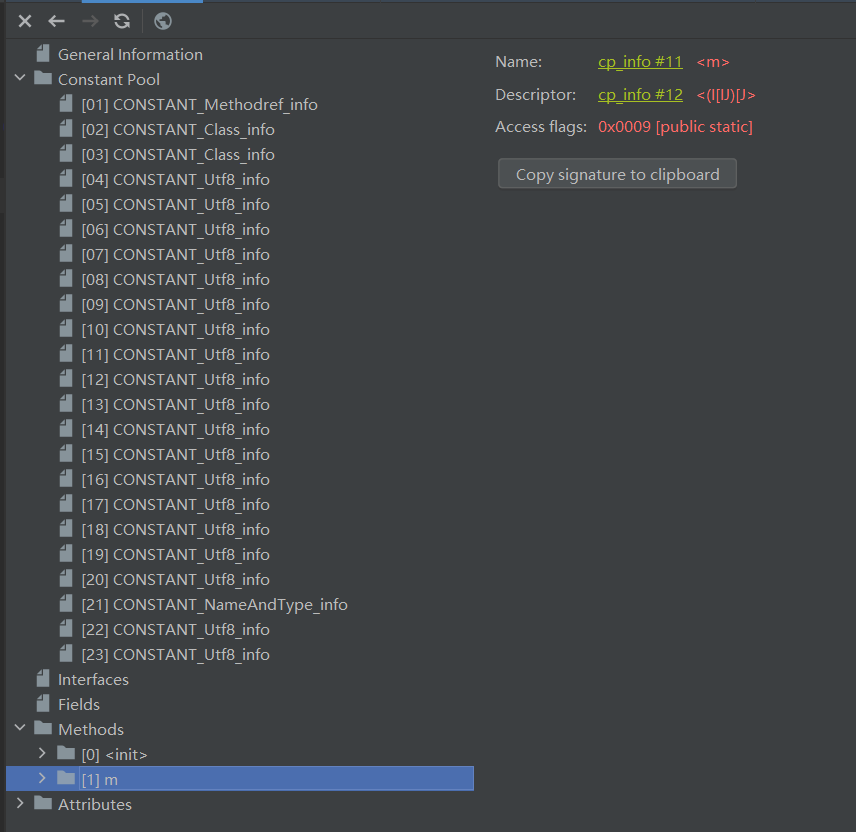 General Information
Constant Pool
[01] CONSTANT_Methodref_info
[02] CONSTANT_Class_info
[03] CONSTANT_Class_info
[04] CONSTANT_Utf8_info
[05] CONSTANT_Utf8_info
[06] CONSTANT_Utf8_info
[07] CONSTANT_Utf8_info
[08] CONSTANT_Utf8_info
[09] CONSTANT_Utf8_info
[10] CONSTANT_Utf8_info
[11] CONSTANT_Utf8_info
[12] CONSTANT_Utf8_info
[13] CONSTANT_Utf8_info
[14] CONSTANT_Utf8_info
[15] CONSTANT_Utf8_info
[16] CONSTANT_Utf8_info
[17] CONSTANT_Utf8_info
[18] CONSTANT_Utf8_info
[19] CONSTANT_Utf8_info
[20] CONSTANT_Utf8_info
[21] CONSTANT_NameAndType_info
[22] CONSTANT_Utf8_info
[23] CONSTANT_Utf8_info
Interfaces
Fields
Methods
[0] <init>
[1] m
Attributes
Name: cp_info #11 <m>
Descriptor: cp_info #12 <(I[IJ)[J>
Access flags: 0x0009 [public static]
Copy signature to clipboard